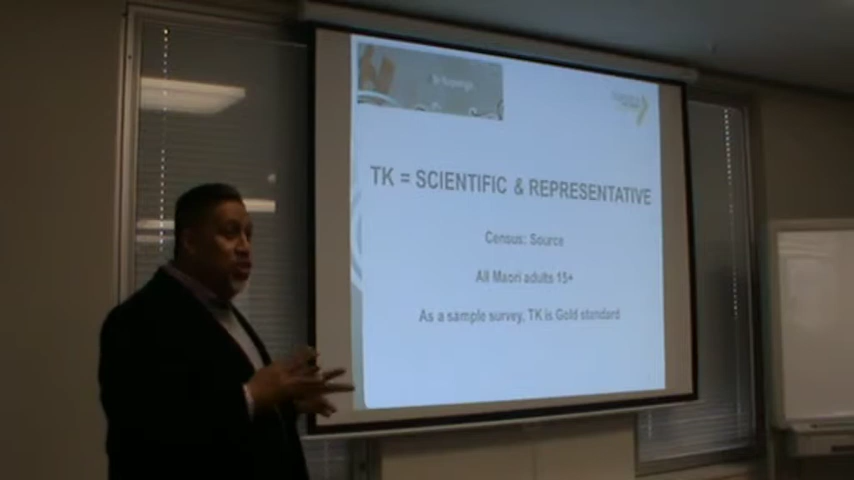 TK = SCIENTIFIC & REPRESENTATIVE
Census: Source
All Maori adults 15+
As a sample survey, TK is Gold standard